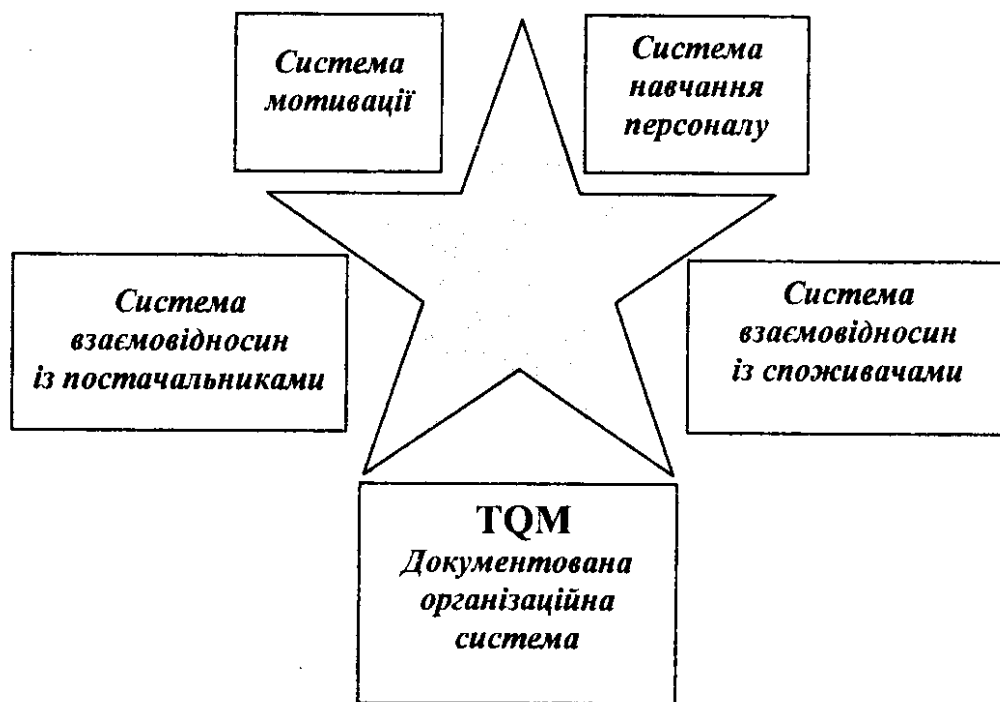 Система
мотивації
Система
навчання
персоналу
Система
взаємовідносин
із постачальниками
Система
взаємовідносин
із споживачами
TQM
Документована
організаційна
система